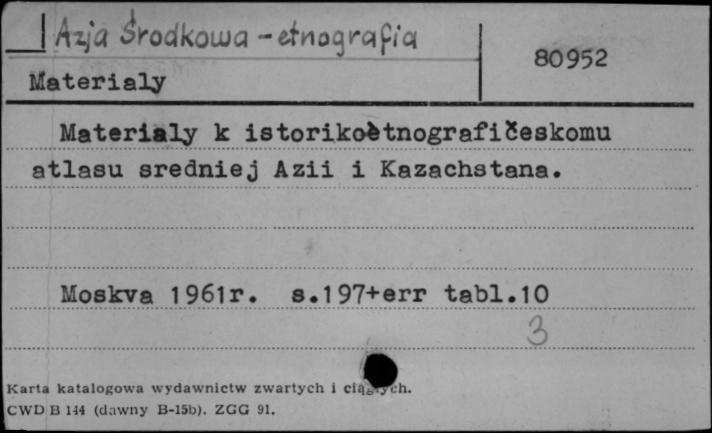 Azja Środkowa - etnografia
80952
Materialy
Materialy k istorikoètnografičeskomu
atlasu sredniej Azii i Kazachstana.
Moskva 1961r. s.197+err tabl.10
3
Karta katalogowa wydawnictw zwartych i ciągłych.
CWD B 144 (dawny B-15b). ZGG 91.